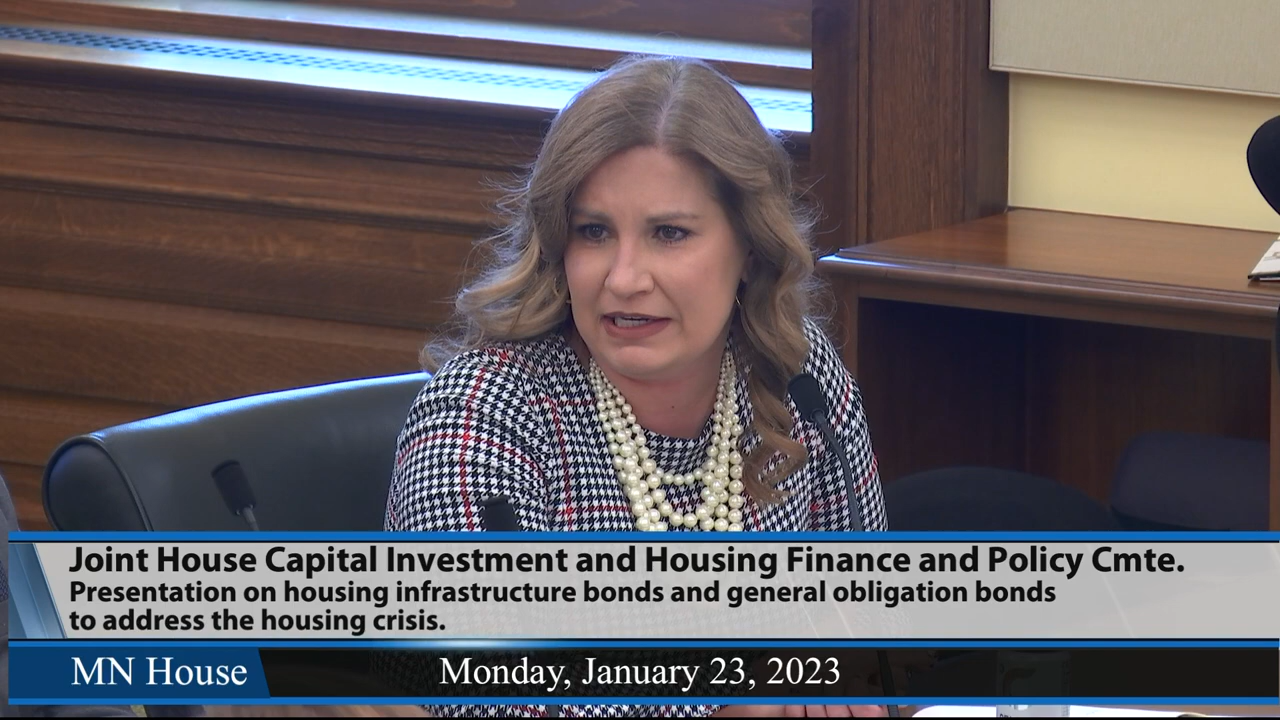 Joint House Capital Investment and Housing Finance and Policy Cmte.
Presentation on housing infrastructure bonds and general obligation bonds
to address the housing crisis.
MN House Monday, January 23, 2023